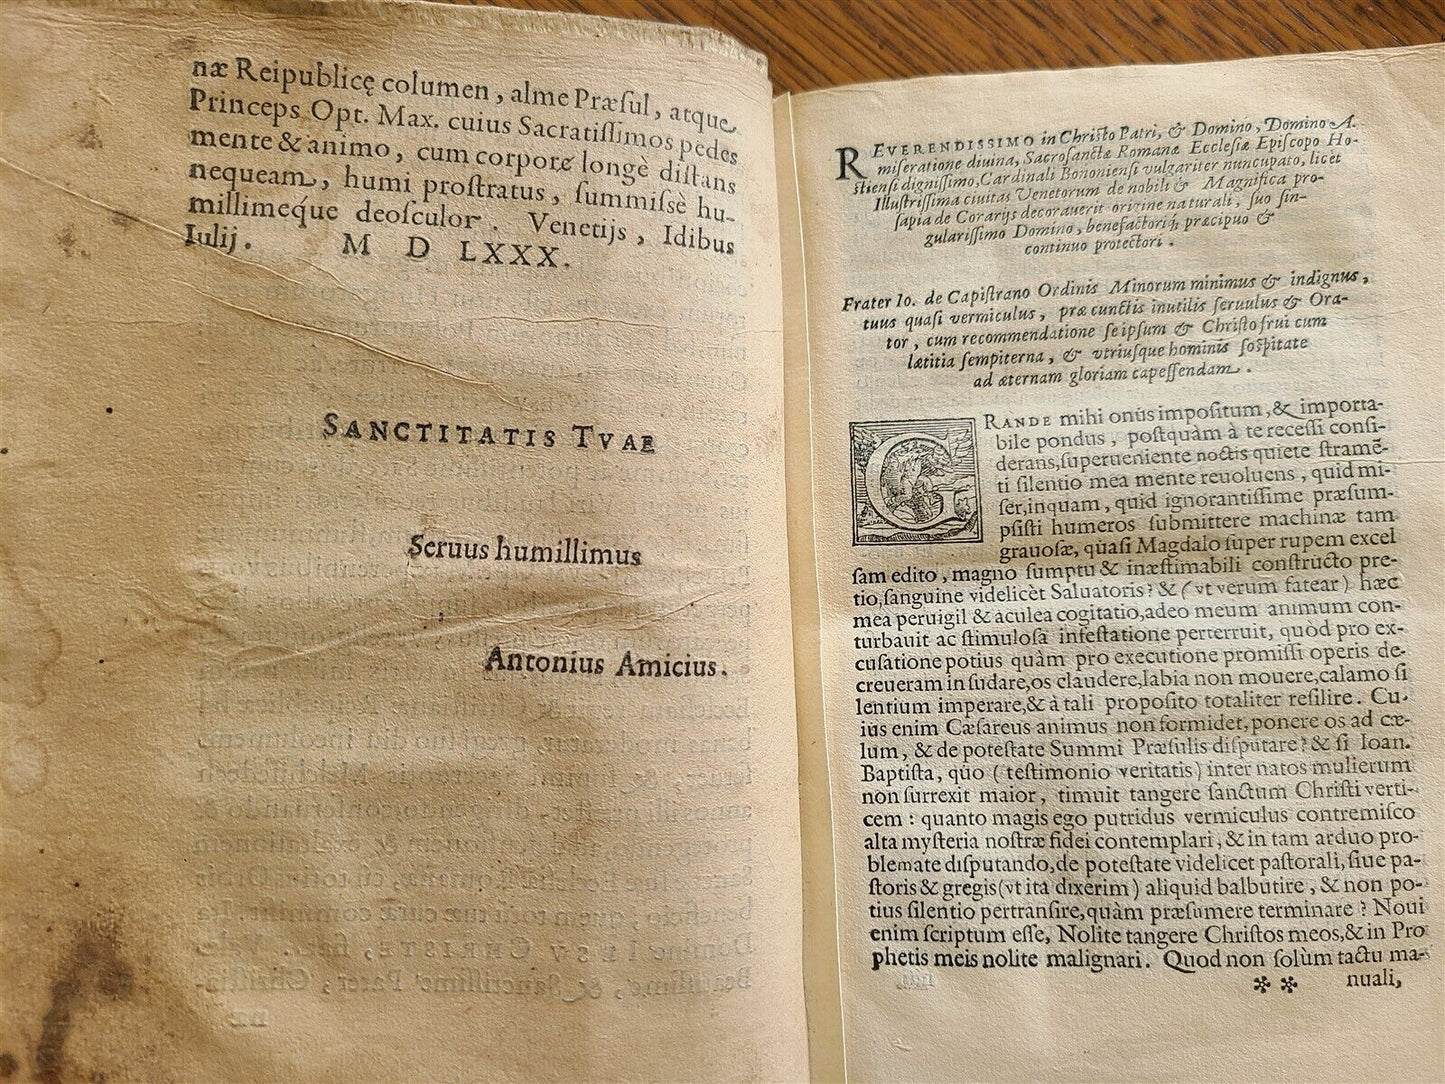 næ Reipublicę columen, alme Præſul, atque
Princeps Opt. Max. cuius Sacratiſſimos pedes
mente & animo, cum corpore longè diſtans
nequeam, humi proſtratus, ſummiſsè hu-
millimeq́ue deoſculor. Venetijs, Idibus
Iulij. M D LXXX.
SANCTITATIS TVAE
Seruus humillimus
Antonius Amicius.
REVERENDISSIMO in Chriſto Patri, & Domino, Domino A.
miſeratione diuina, Sacroſanctæ Romanæ Eccleſiæ Epiſcopo Ho-
ſtienſi digniſſimo, Cardinali Bononienſi vulgariter nuncupato, licèt
Illuſtriſſima ciuitas Venetorum de nobili & Magnifica pro-
ſapia de Corarijs decorauerit origine naturali, ſuo ſin-
gulariſſimo Domino, benefactoriq́; præcipuo &
continuo protectori.
Frater Io. de Capiſtrano Ordinis Minorum minimus & indignus,
tuus quaſi vermiculus, præ cunctis inutilis ſeruulus & Ora-
tor, cum recommendatione ſeipſum & Chriſto frui cum
lætitia ſempiterna, & vtriuſque hominis ſoſpitate
ad æternam gloriam capeſſendam.
GRANDE mihi onus impoſitum, & importa-
bile pondus, poſtquàm à te receſſi conſi-
derans, ſuperueniente noctis quiete ſtramē-
ti ſilentio mea mente reuoluens, quid mi-
ſer, inquam, quid ignorantiſſime præſum-
pſiſti humeros ſubmittere machinæ tam
grauoſæ, quaſi Magdalo ſuper rupem excel
ſam edito, magno ſumptu & inæſtimabili conſtructo pre-
tio, ſanguine videlicèt Saluatoris? & (vt verum fatear) hæc
mea peruigil & aculea cogitatio, adeo meum animum con-
turbauit ac ſtimuloſa infeſtatione perterruit, quòd pro ex-
cuſatione potius quàm pro executione promiſſi operis de-
creueram inſudare, os claudere, labia non mouere, calamo ſi
lentium imperare, & à tali propoſito totaliter reſilire. Cu-
ius enim Cæſareus animus non formidet, ponere os ad cæ-
lum, & de poteſtate Summi Præſulis diſputare? & ſi Ioan.
Baptiſta, quo (teſtimonio veritatis) inter natos mulierum
non ſurrexit maior, timuit tangere ſanctum Chriſti verti-
cem: quanto magis ego putridus vermiculus contremiſco
alta myſteria noſtræ fidei contemplari, & in tam arduo pro-
blemate diſputando, de poteſtate videlicet paſtorali, ſiue pa-
ſtoris & gregis (vt ita dixerim) aliquid balbutire, & non po-
tius ſilentio pertranſire, quàm præſumere terminare? Noui
enim ſcriptum eſſe, Nolite tangere Chriſtos meos, & in Pro
phetis meis nolite malignari. Quod non ſolùm tactu ma-
✲✲ nuali,